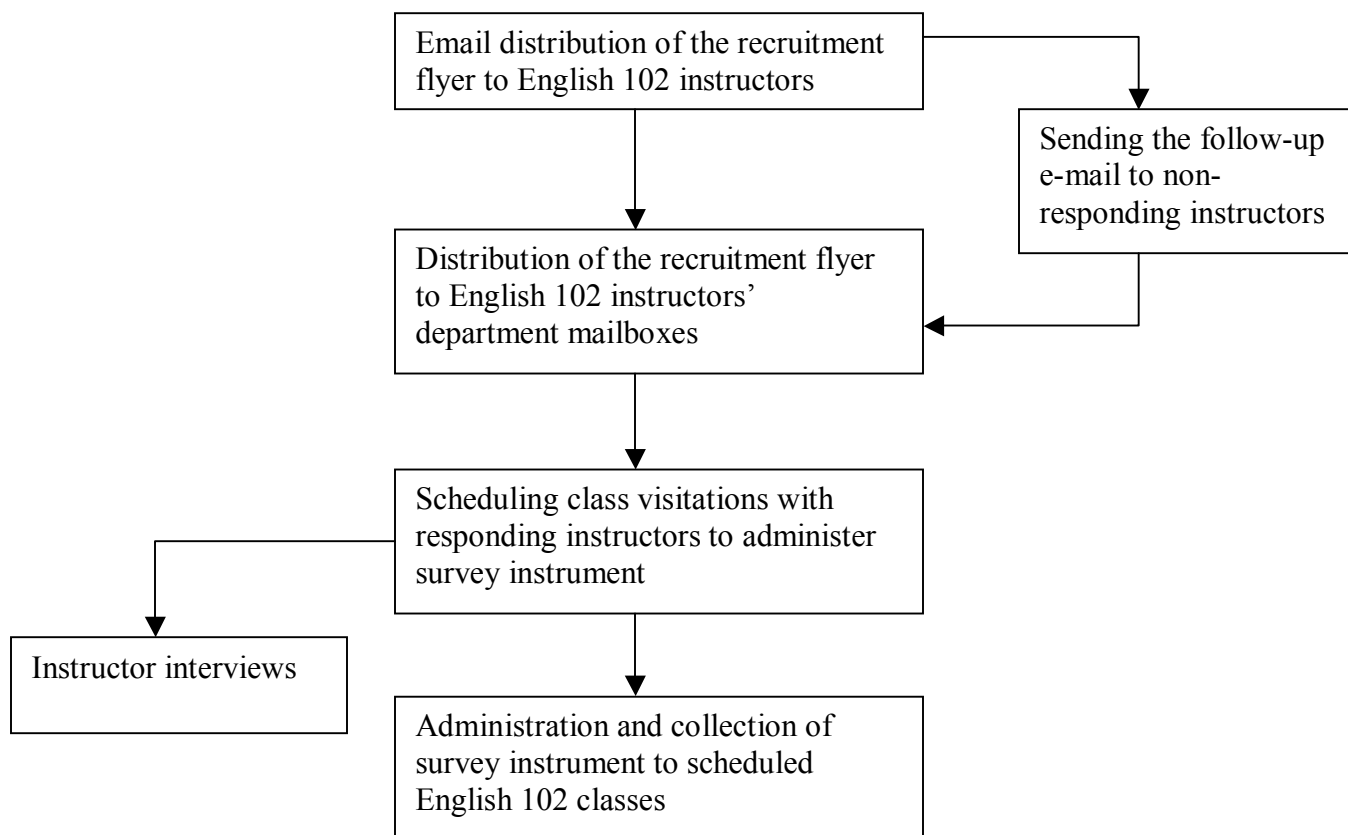 Email distribution of the recruitment
flyer to English 102 instructors
Sending the follow-up
e-mail to non-
responding instructors
Distribution of the recruitment flyer
to English 102 instructors’
department mailboxes
Scheduling class visitations with
responding instructors to administer
survey instrument
Instructor interviews
Administration and collection of
survey instrument to scheduled
English 102 classes